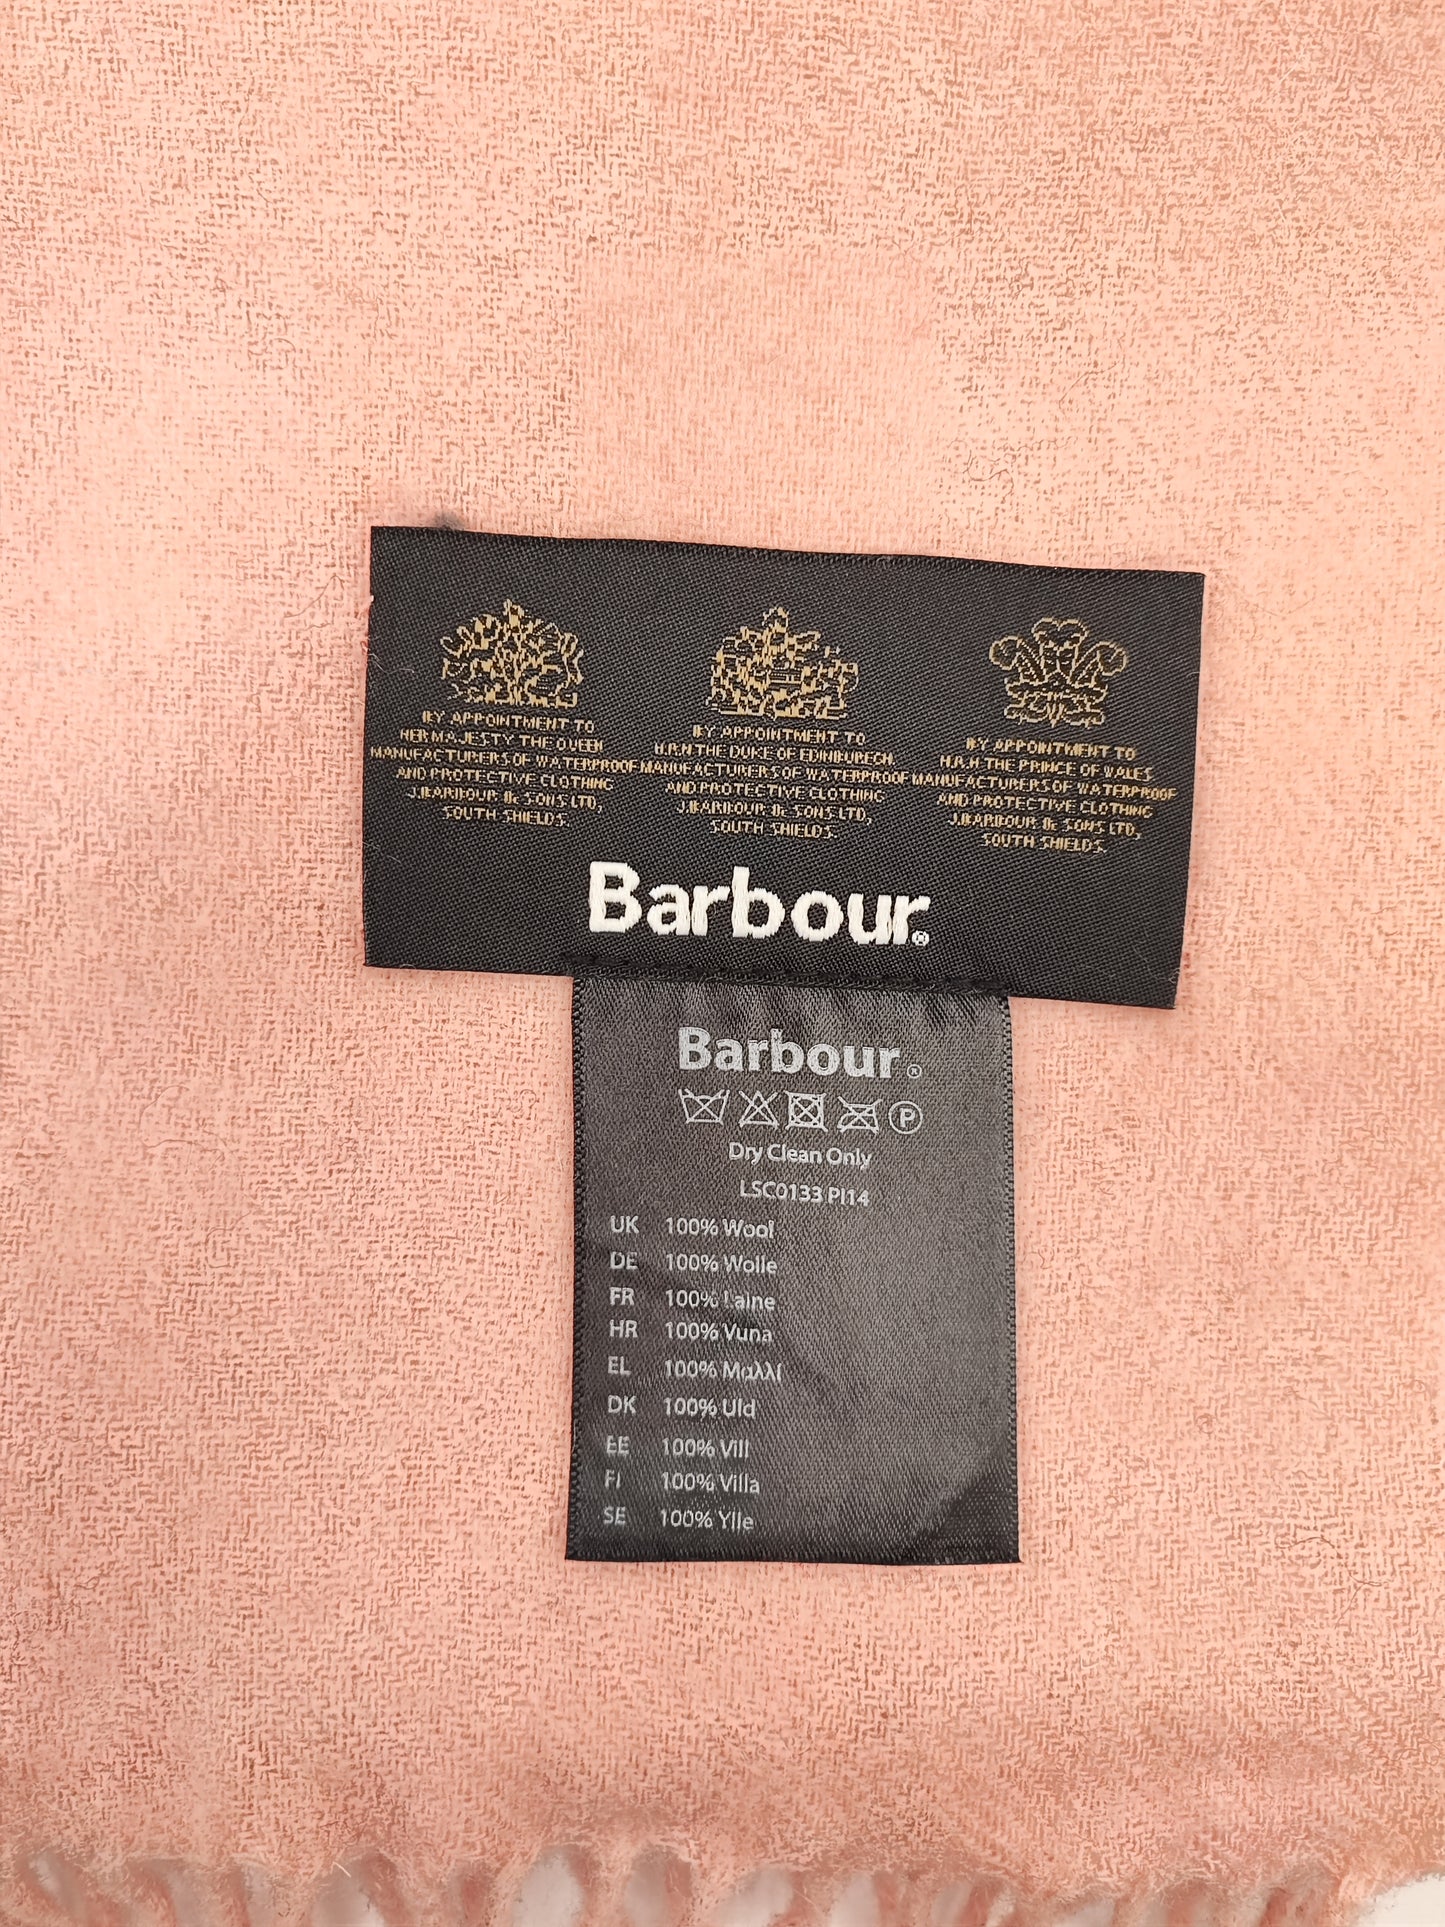 BY APPOINTMENT TO
HER MAJESTY THE QUEEN
MANUFACTURERS OF WATERPROOF
AND PROTECTIVE CLOTHING
J.BARBOUR & SONS LTD,
SOUTH SHIELDS.
BY APPOINTMENT TO
H.R.H THE DUKE OF EDINBURGH
MANUFACTURERS OF WATERPROOF
AND PROTECTIVE CLOTHING
J.BARBOUR & SONS LTD,
SOUTH SHIELDS.
BY APPOINTMENT TO
H.R.H THE PRINCE OF WALES
MANUFACTURERS OF WATERPROOF
AND PROTECTIVE CLOTHING
J.BARBOUR & SONS LTD,
SOUTH SHIELDS.
Barbour®
Barbour®
P
Dry Clean Only
LSC0133 PI14
UK 100% Wool
DE 100% Wolle
FR 100% Laine
HR 100% Vuna
EL 100% Μαλλί
DK 100% Uld
EE 100% Vill
FI 100% Villa
SE 100% Ylle